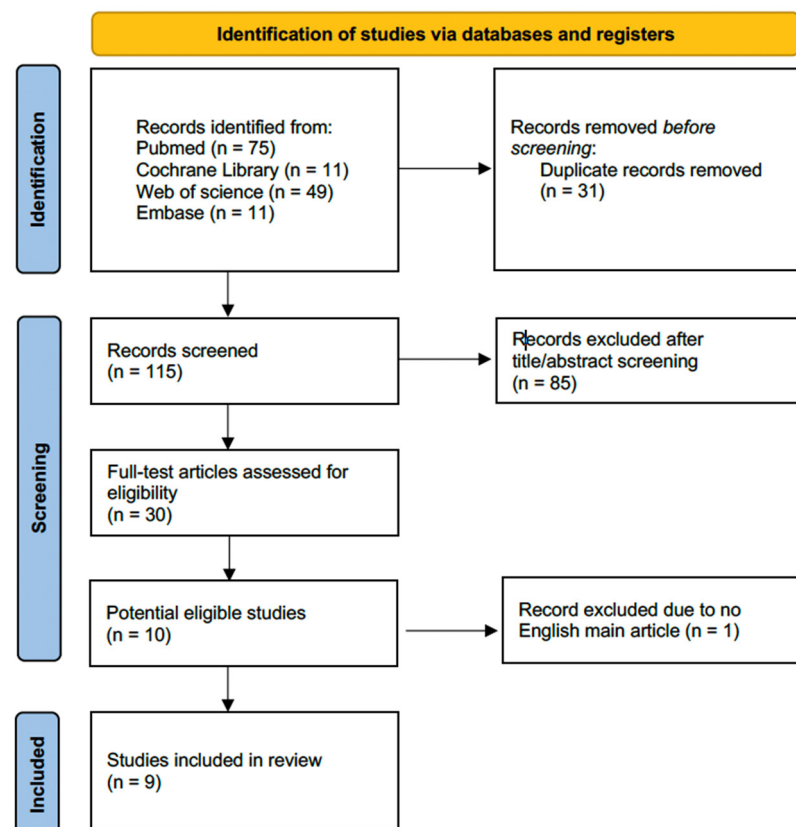 Identification of studies via databases and registers
Identification
Records identified from:
Pubmed (n = 75)
Cochrane Library (n = 11)
Web of science (n = 49)
Embase (n = 11)
Records removed before
screening:
Duplicate records removed
(n = 31)
Screening
Records screened
(n = 115)
Records excluded after
title/abstract screening
(n = 85)
Full-test articles assessed for
eligibility
(n = 30)
Potential eligible studies
(n = 10)
Record excluded due to no
English main article (n = 1)
Included
Studies included in review
(n = 9)